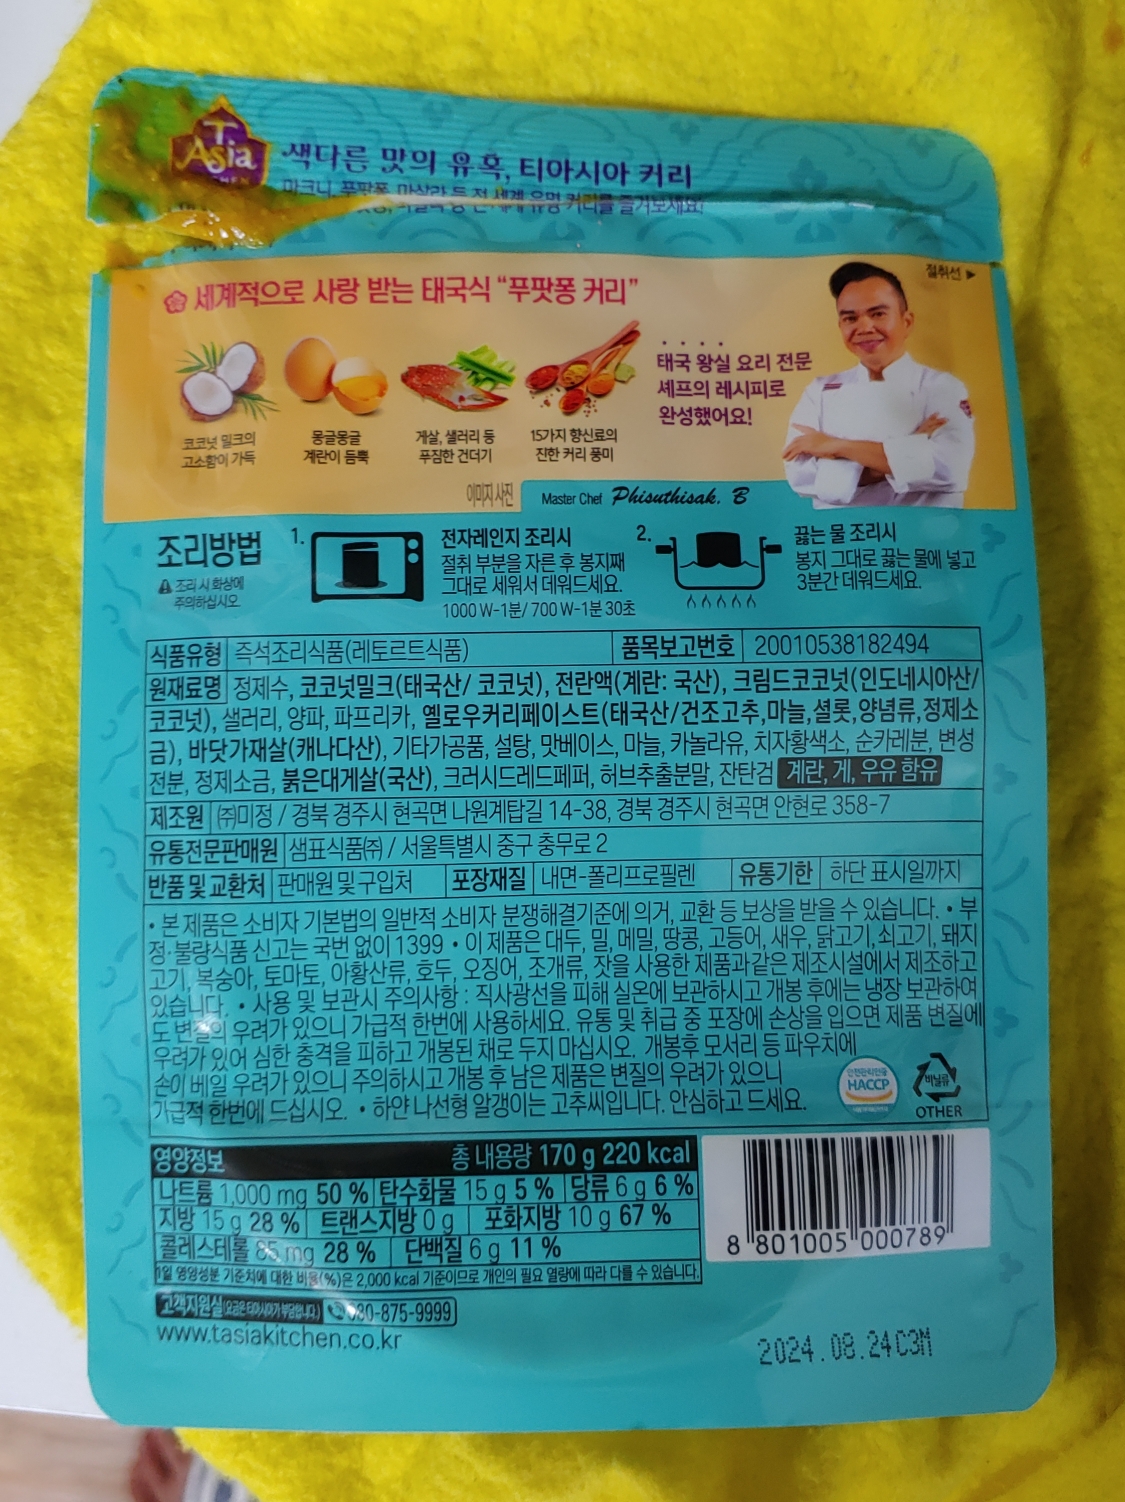 T
Asia
색다른 맛의 유혹, 티아시아 커리
마크니, 푸팟퐁, 마살라 등 전 세계 유명 커리를 즐겨보세요!
절취선 ▶
세계적으로 사랑 받는 태국식 “푸팟퐁 커리”
코코넛 밀크의
고소함이 가득
몽글몽글
계란이 듬뿍
게살, 샐러리 등
푸짐한 건더기
15가지 향신료의
진한 커리 풍미
태국 왕실 요리 전문
셰프의 레시피로
완성했어요!
이미지 사진
Master Chef Phisuthisak. B
조리방법
조리 시 화상에
주의하십시오.
1.
전자레인지 조리시
절취 부분을 자른 후 봉지째
그대로 세워서 데워드세요.
1000 W-1분/ 700 W-1분 30초
2.
끓는 물 조리시
봉지 그대로 끓는 물에 넣고
3분간 데워드세요.
식품유형 즉석조리식품(레토르트식품) 품목보고번호 20010538182494
원재료명 정제수, 코코넛밀크(태국산/ 코코넛), 전란액(계란: 국산), 크림드코코넛(인도네시아산/
코코넛), 샐러리, 양파, 파프리카, 옐로우커리페이스트(태국산/건조고추,마늘,셜롯,양념류,정제소
금), 바닷가재살(캐나다산), 기타가공품, 설탕, 맛베이스, 마늘, 카놀라유, 치자황색소, 순카레분, 변성
전분, 정제소금, 붉은대게살(국산), 크러시드레드페퍼, 허브추출분말, 잔탄검 계란, 게, 우유 함유
제조원 ㈜미정 / 경북 경주시 현곡면 나원계탑길 14-38, 경북 경주시 현곡면 안현로 358-7
유통전문판매원 샘표식품㈜ / 서울특별시 중구 충무로 2
반품 및 교환처 판매원 및 구입처 포장재질 내면-폴리프로필렌 유통기한 하단 표시일까지
• 본 제품은 소비자 기본법의 일반적 소비자 분쟁해결기준에 의거, 교환 등 보상을 받을 수 있습니다. • 부
정·불량식품 신고는 국번 없이 1399 • 이 제품은 대두, 밀, 메밀, 땅콩, 고등어, 새우, 닭고기, 쇠고기, 돼지
고기, 복숭아, 토마토, 아황산류, 호두, 오징어, 조개류, 잣을 사용한 제품과 같은 제조시설에서 제조하고
있습니다. • 사용 및 보관시 주의사항 : 직사광선을 피해 실온에 보관하시고 개봉 후에는 냉장 보관하여
도 변질의 우려가 있으니 가급적 한번에 사용하세요. 유통 및 취급 중 포장에 손상을 입으면 제품 변질에
우려가 있어 심한 충격을 피하고 개봉된 채로 두지 마십시오. 개봉후 모서리 등 파우치에
손이 베일 우려가 있으니 주의하시고 개봉 후 남은 제품은 변질의 우려가 있으니
가급적 한번에 드십시오. • 하얀 나선형 알갱이는 고추씨입니다. 안심하고 드세요.
안전관리인증
HACCP
비닐류
OTHER
영양정보 총 내용량 170 g 220 kcal
나트륨 1,000 mg 50 % 탄수화물 15 g 5 % 당류 6 g 6 %
지방 15 g 28 % 트랜스지방 0 g 포화지방 10 g 67 %
콜레스테롤 85 mg 28 % 단백질 6 g 11 %
1일 영양성분 기준치에 대한 비율(%)은 2,000 kcal 기준이므로 개인의 필요 열량에 따라 다를 수 있습니다.
8 801005 000789
고객지원실 (요금은 티아시아가 부담합니다.) 080-875-9999
www.tasiakitchen.co.kr
2024.08.24C3M